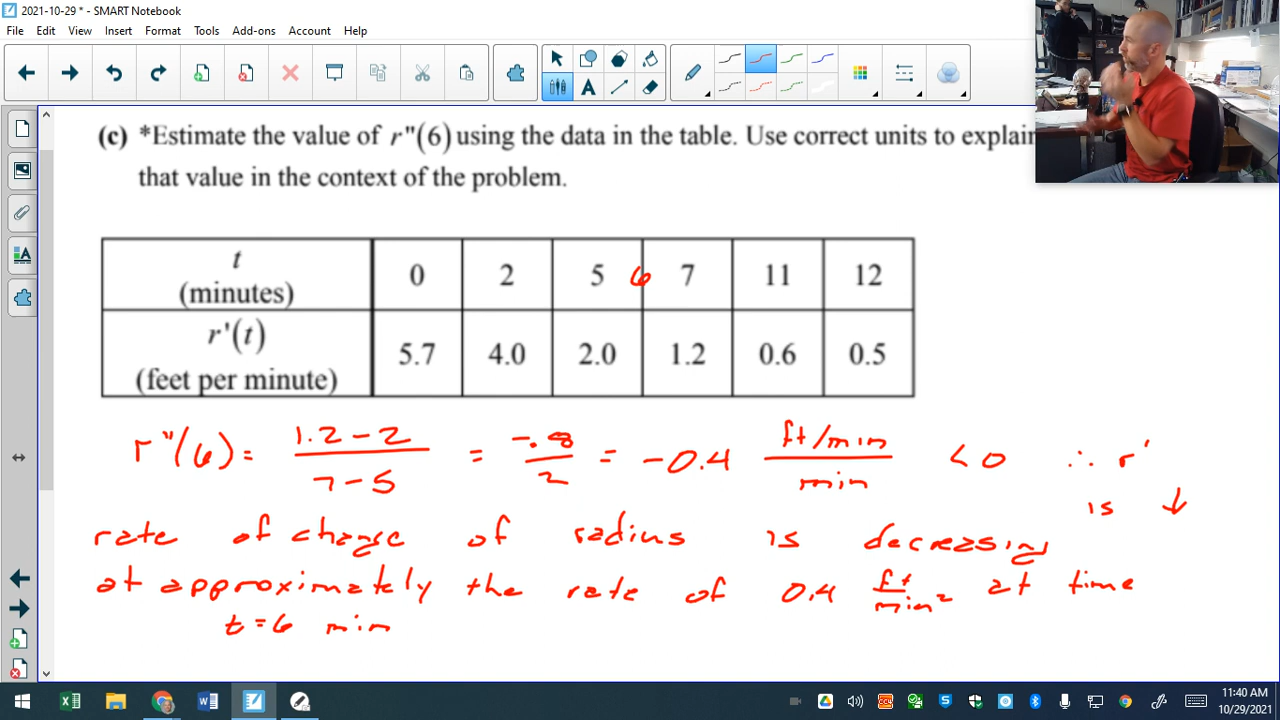 2021-10-29 * - SMART Notebook
File Edit View Insert Format Tools Add-ons Account Help
(c) *Estimate the value of r"(6) using the data in the table. Use correct units to explain
that value in the context of the problem.
t (minutes) 0 2 5 6 7 11 12
r'(t) (feet per minute) 5.7 4.0 2.0 1.2 0.6 0.5
r"(6) = (1.2 - 2)/(7 - 5) = -.8/2 = -0.4 (ft/min)/min < 0 ∴ r'
is ↓
rate of change of radius is decreasing
at approximately the rate of 0.4 ft/min² at time
t = 6 min
11:40 AM
10/29/2021